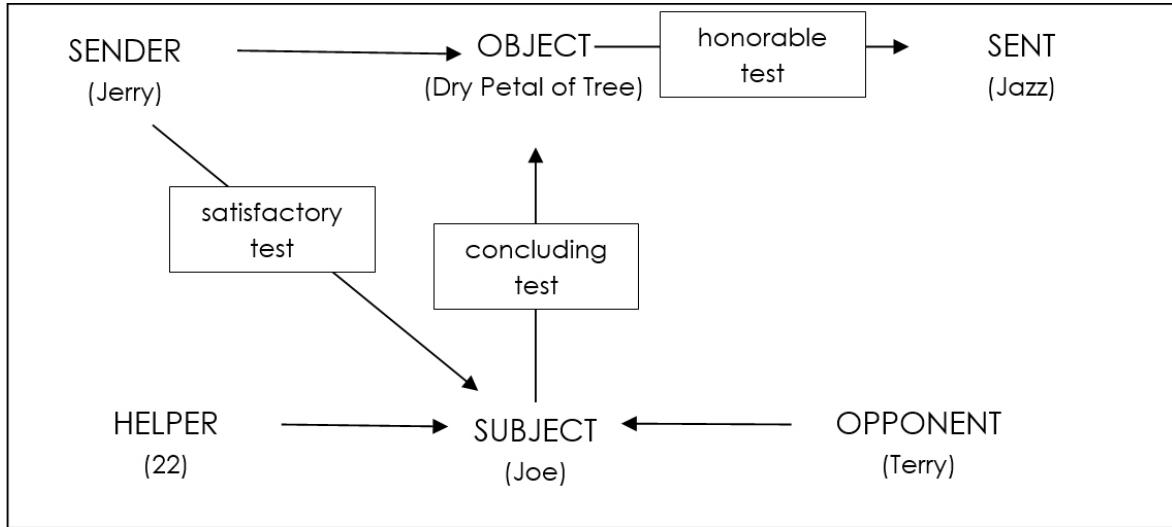 SENDER
(Jerry)
OBJECT
(Dry Petal of Tree)
honorable
test
SENT
(Jazz)
satisfactory
test
concluding
test
HELPER
(22)
SUBJECT
(Joe)
OPPONENT
(Terry)